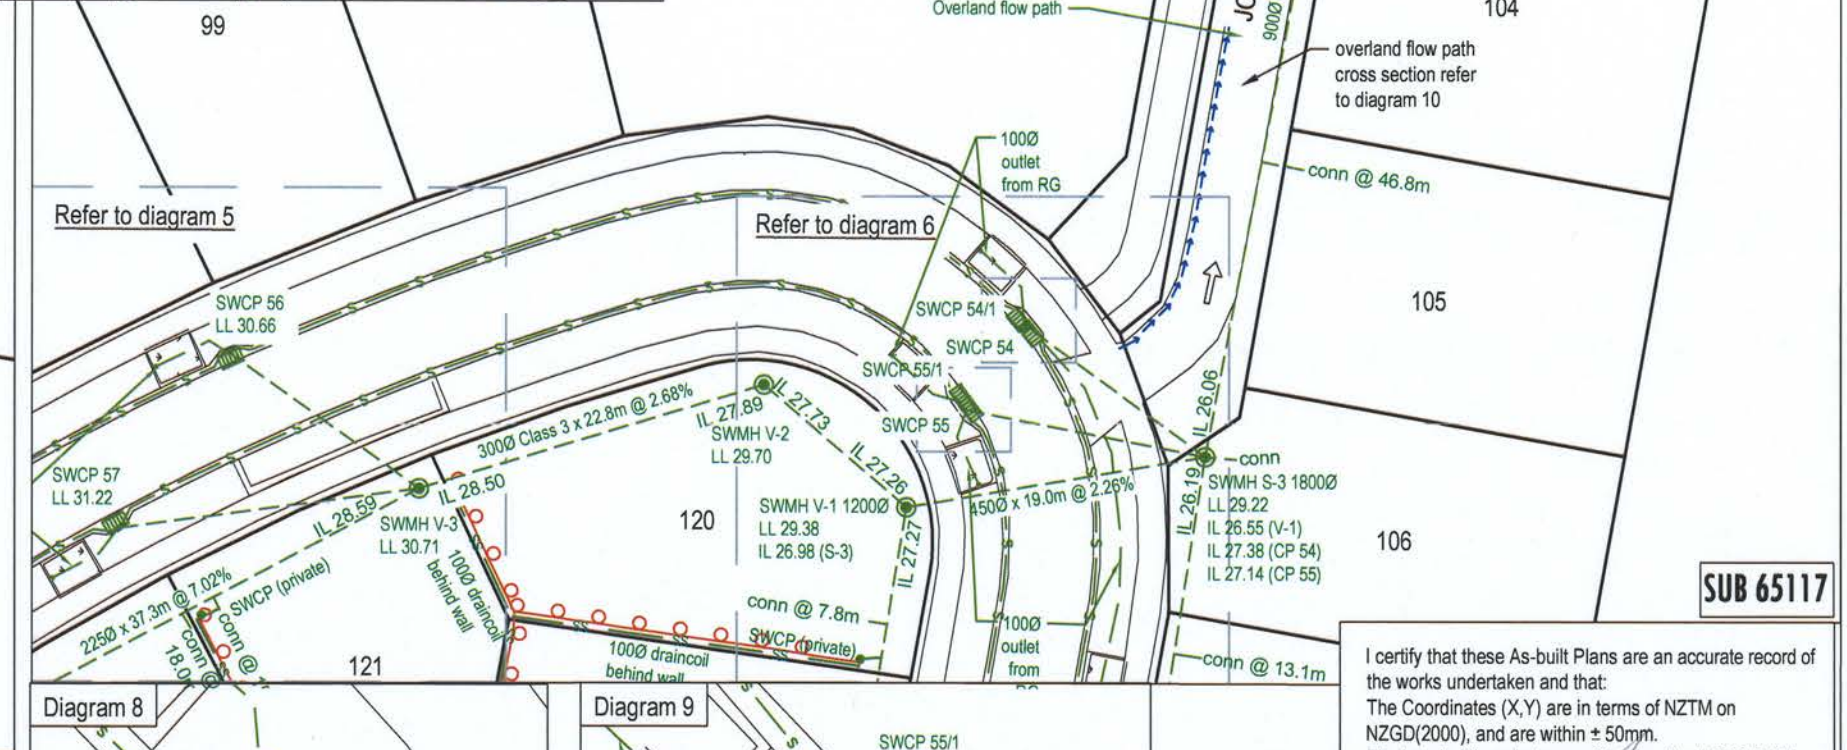 99
Overland flow path
900Ø
104
overland flow path
cross section refer
to diagram 10
100Ø
outlet
from RG
conn @ 46.8m
Refer to diagram 5
Refer to diagram 6
SWCP 56
LL 30.66
SWCP 54/1
SWCP 54
105
SWCP 55/1
SWCP 55
300Ø Class 3 x 22.8m @ 2.68%
IL 27.89
IL 27.73
SWMH V-2
LL 29.70
IL 26.06
SWCP 57
LL 31.22
IL 28.59
IL 28.50
SWMH V-3
LL 30.71
IL 27.26
SWMH V-1 1200Ø
LL 29.38
IL 26.98 (S-3)
IL 27.27
450Ø x 19.0m @ 2.26%
IL 26.19
conn
SWMH S-3 1800Ø
LL 29.22
IL 26.55 (V-1)
IL 27.38 (CP 54)
IL 27.14 (CP 55)
120
106
100Ø draincoil
behind wall
225Ø x 37.3m @ 7.02%
SWCP (private)
conn @
18.0
conn @ 1
121
conn @ 7.8m
SWCP (private)
100Ø draincoil
behind wall
100Ø
outlet
from
conn @ 13.1m
SUB 65117
I certify that these As-built Plans are an accurate record of
the works undertaken and that:
The Coordinates (X,Y) are in terms of NZTM on
NZGD(2000), and are within ± 50mm.
Diagram 8
Diagram 9
SWCP 55/1